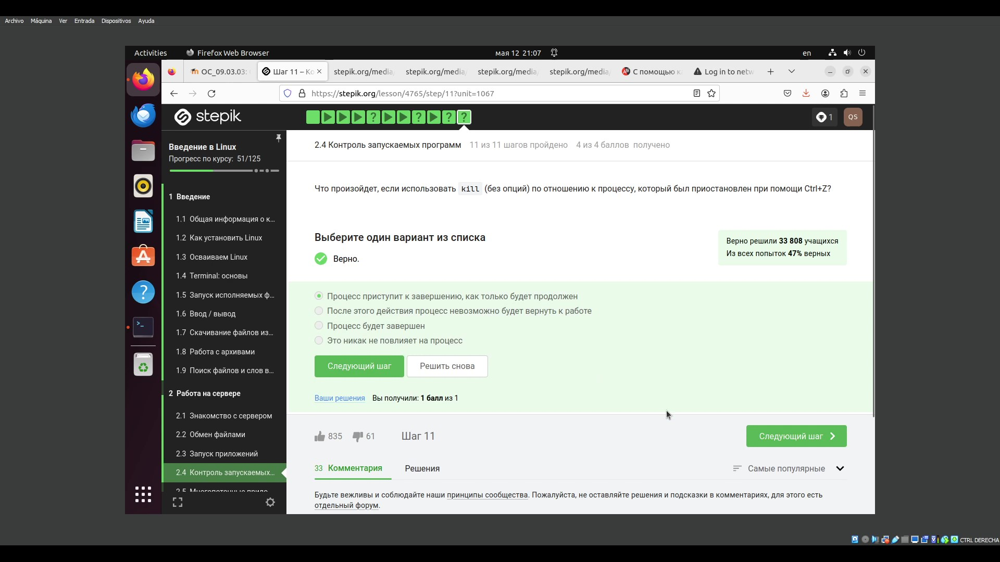 Archivo Máquina Ver Entrada Dispositivos Ayuda
Activities Firefox Web Browser мая 12 21:07 en
ОС_09.03.03: Шаг 11 – Ко stepik.org/media/ stepik.org/media/ stepik.org/media/ stepik.org/media/ С помощью к Log in to netw
https://stepik.org/lesson/4765/step/11?unit=1067
stepik ? ? ? ? 1 QS
2.4 Контроль запускаемых программ 11 из 11 шагов пройдено 4 из 4 баллов получено
Введение в Linux
Прогресс по курсу: 51/125
1 Введение
1.1 Общая информация о к...
1.2 Как установить Linux
1.3 Осваиваем Linux
1.4 Terminal: основы
1.5 Запуск исполняемых ф...
1.6 Ввод / вывод
1.7 Скачивание файлов из...
1.8 Работа с архивами
1.9 Поиск файлов и слов в...
2 Работа на сервере
2.1 Знакомство с сервером
2.2 Обмен файлами
2.3 Запуск приложений
2.4 Контроль запускаемых...
2.5 Многопоточные прило...
Что произойдет, если использовать kill (без опций) по отношению к процессу, который был приостановлен при помощи Ctrl+Z?
Выберите один вариант из списка
Верно.
Верно решили 33 808 учащихся
Из всех попыток 47% верных
Процесс приступит к завершению, как только будет продолжен
После этого действия процесс невозможно будет вернуть к работе
Процесс будет завершен
Это никак не повлияет на процесс
Следующий шаг Решить снова
Ваши решения Вы получили: 1 балл из 1
835 61 Шаг 11 Следующий шаг
33 Комментария Решения Самые популярные
Будьте вежливы и соблюдайте наши принципы сообщества. Пожалуйста, не оставляйте решения и подсказки в комментариях, для этого есть
отдельный форум.
CTRL DERECHA